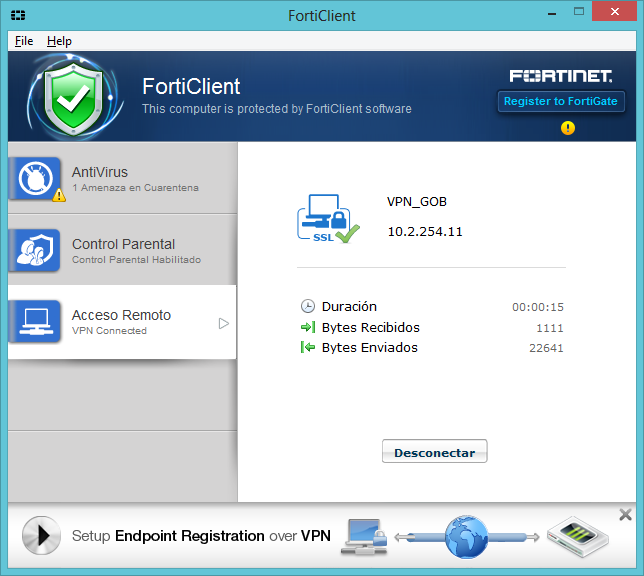 FortiClient
File Help
FortiClient
This computer is protected by FortiClient software
FORTINET.
Register to FortiGate
AntiVirus
1 Amenaza en Cuarentena
Control Parental
Control Parental Habilitado
Acceso Remoto
VPN Connected
SSL
VPN_GOB
10.2.254.11
Duración 00:00:15
Bytes Recibidos 1111
Bytes Enviados 22641
Desconectar
Setup Endpoint Registration over VPN